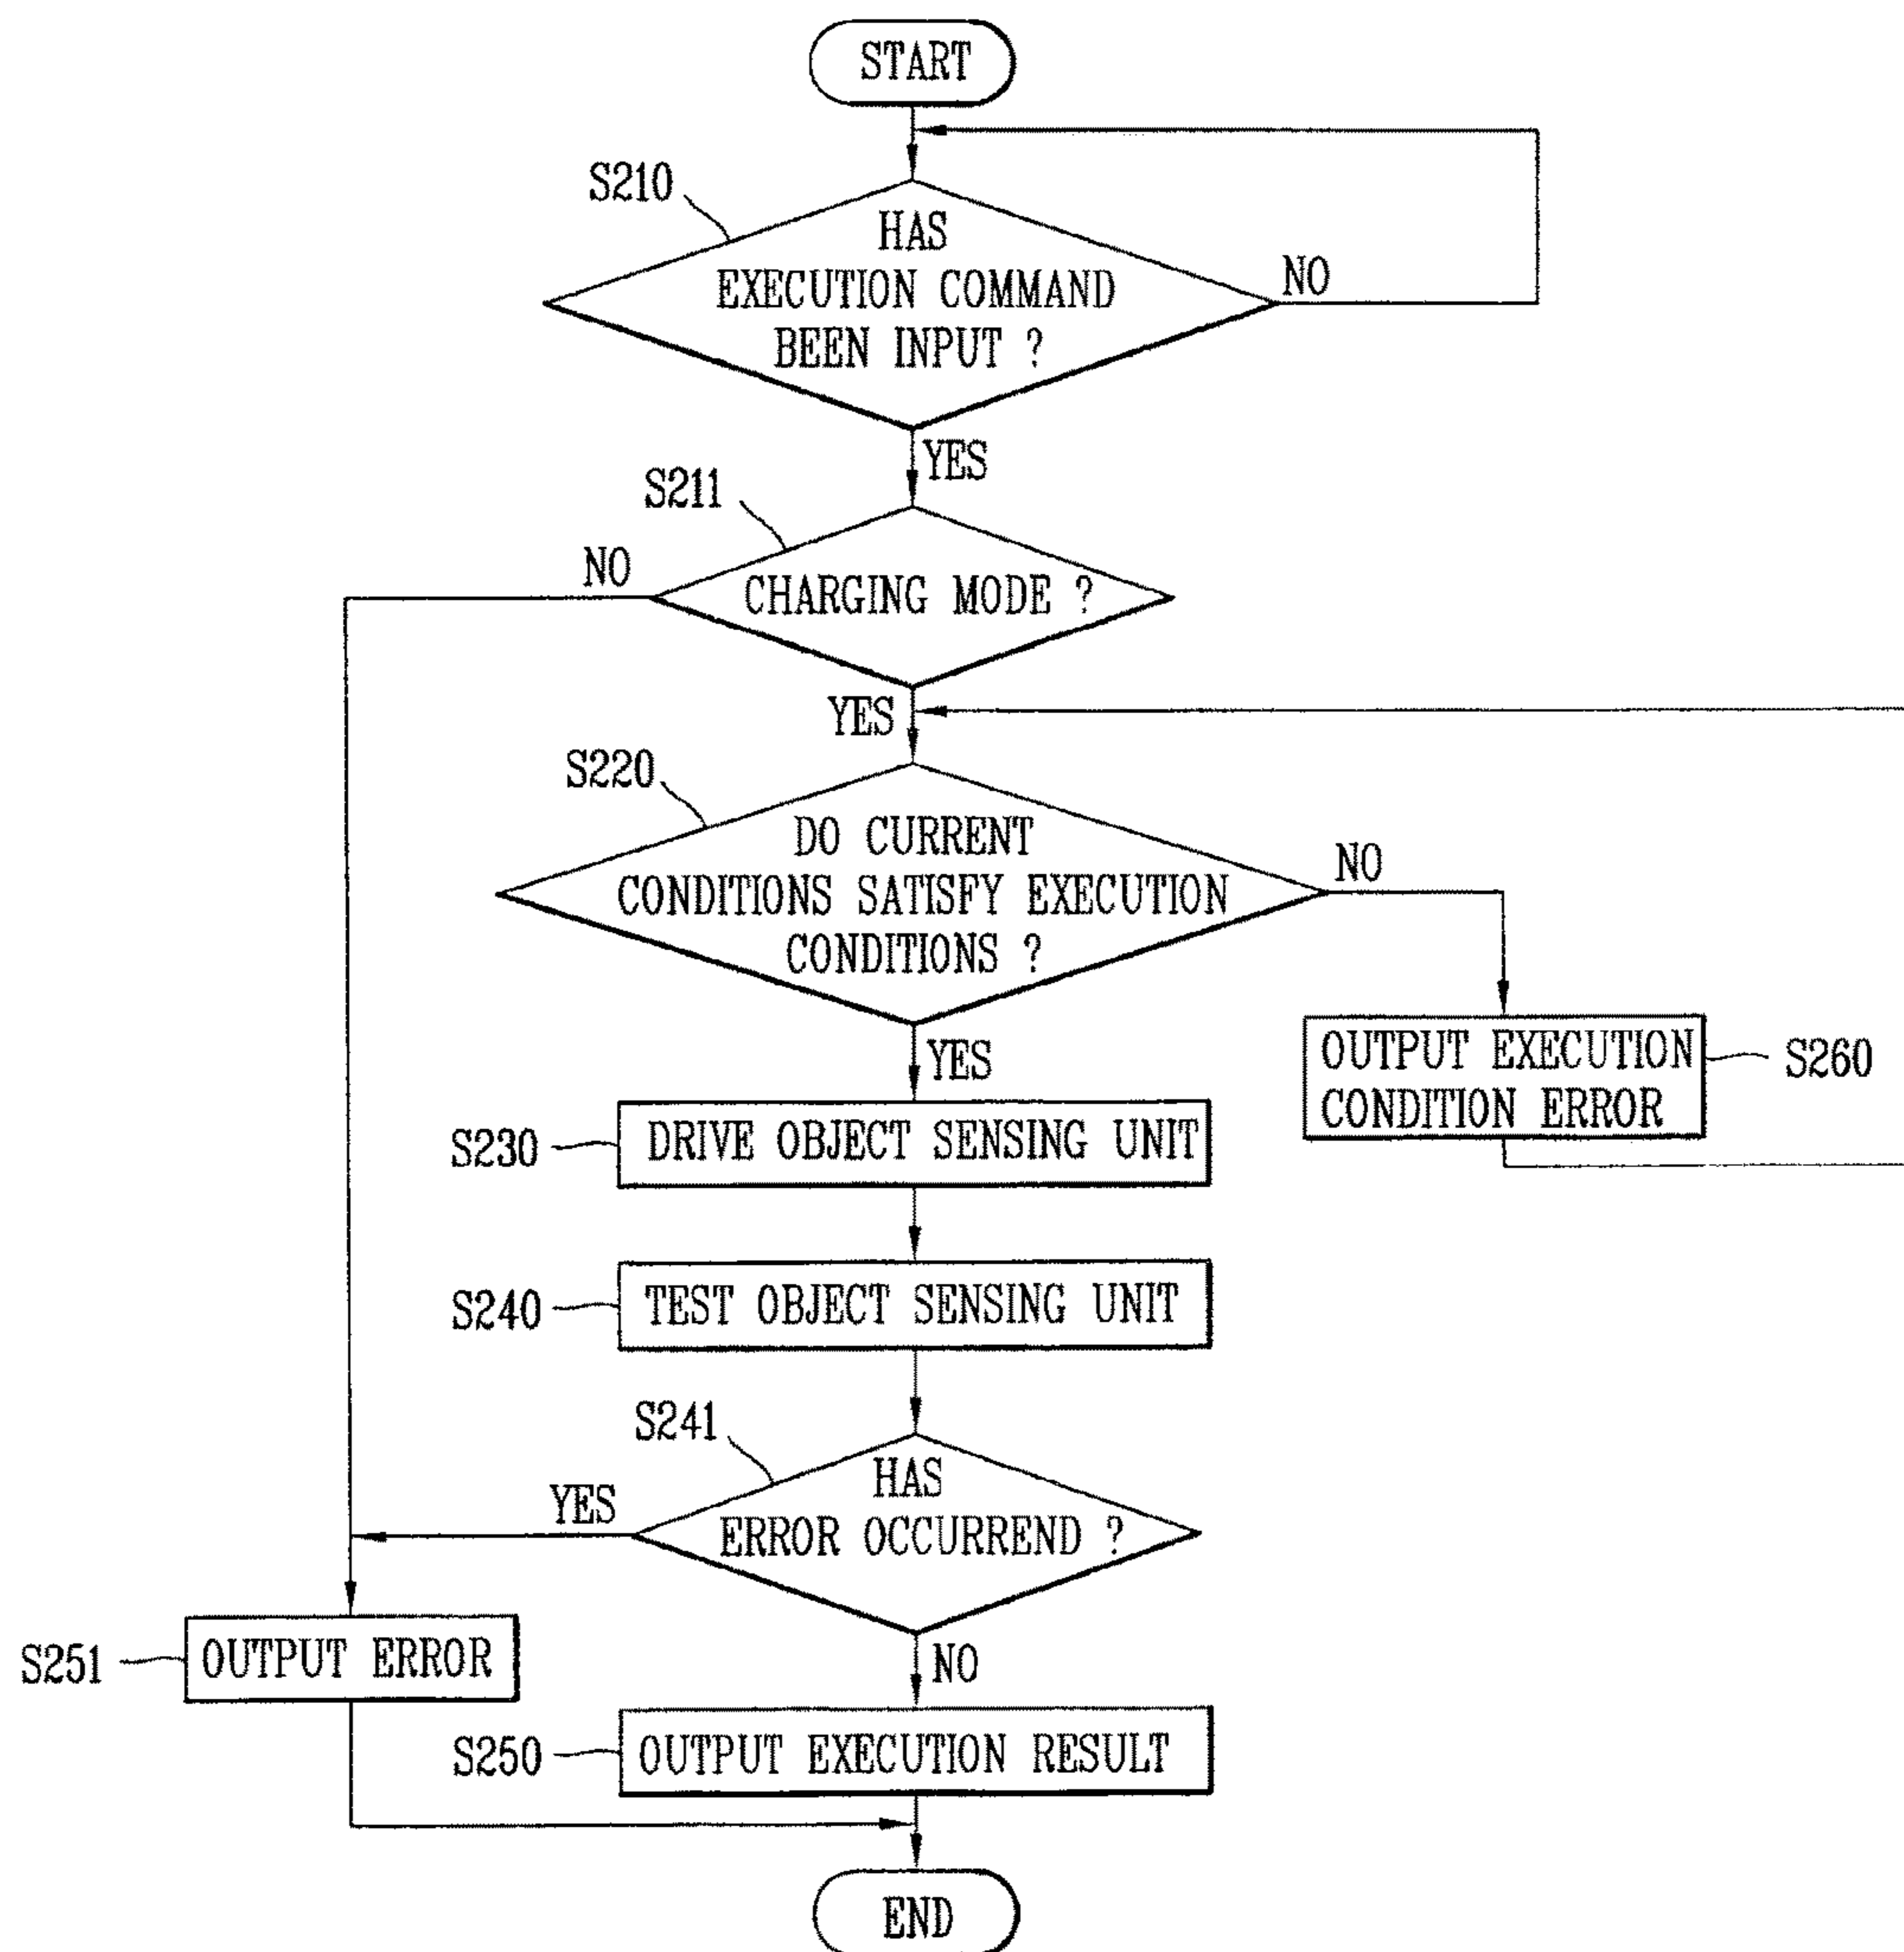 START
S210
HAS
EXECUTION COMMAND
BEEN INPUT ?
NO
YES
S211
NO
CHARGING MODE ?
YES
S220
DO CURRENT
CONDITIONS SATISFY EXECUTION
CONDITIONS ?
NO
YES
OUTPUT EXECUTION
CONDITION ERROR
S260
S230
DRIVE OBJECT SENSING UNIT
S240
TEST OBJECT SENSING UNIT
S241
HAS
ERROR OCCURREND ?
YES
NO
S251
OUTPUT ERROR
S250
OUTPUT EXECUTION RESULT
END